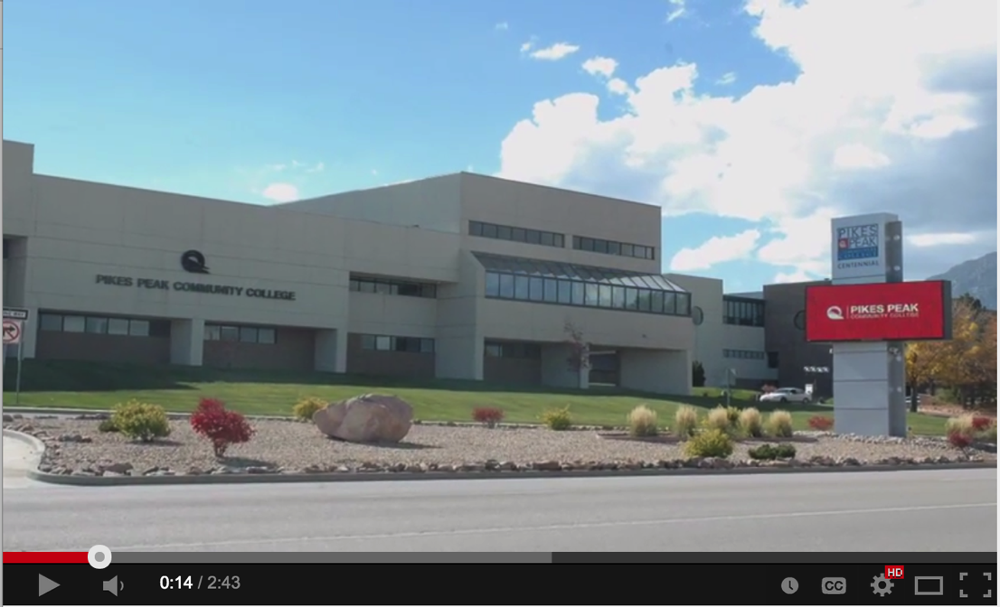 PIKES PEAK COMMUNITY COLLEGE
PIKES
PEAK
CENTENNIAL
PIKES PEAK
COMMUNITY COLLEGE
0:14 / 2:43
CC
HD